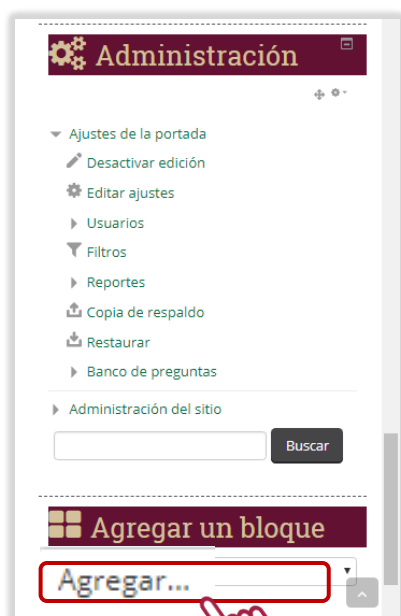 Administración
Ajustes de la portada
Desactivar edición
Editar ajustes
Usuarios
Filtros
Reportes
Copia de respaldo
Restaurar
Banco de preguntas
Administración del sitio
Buscar
Agregar un bloque
Agregar...